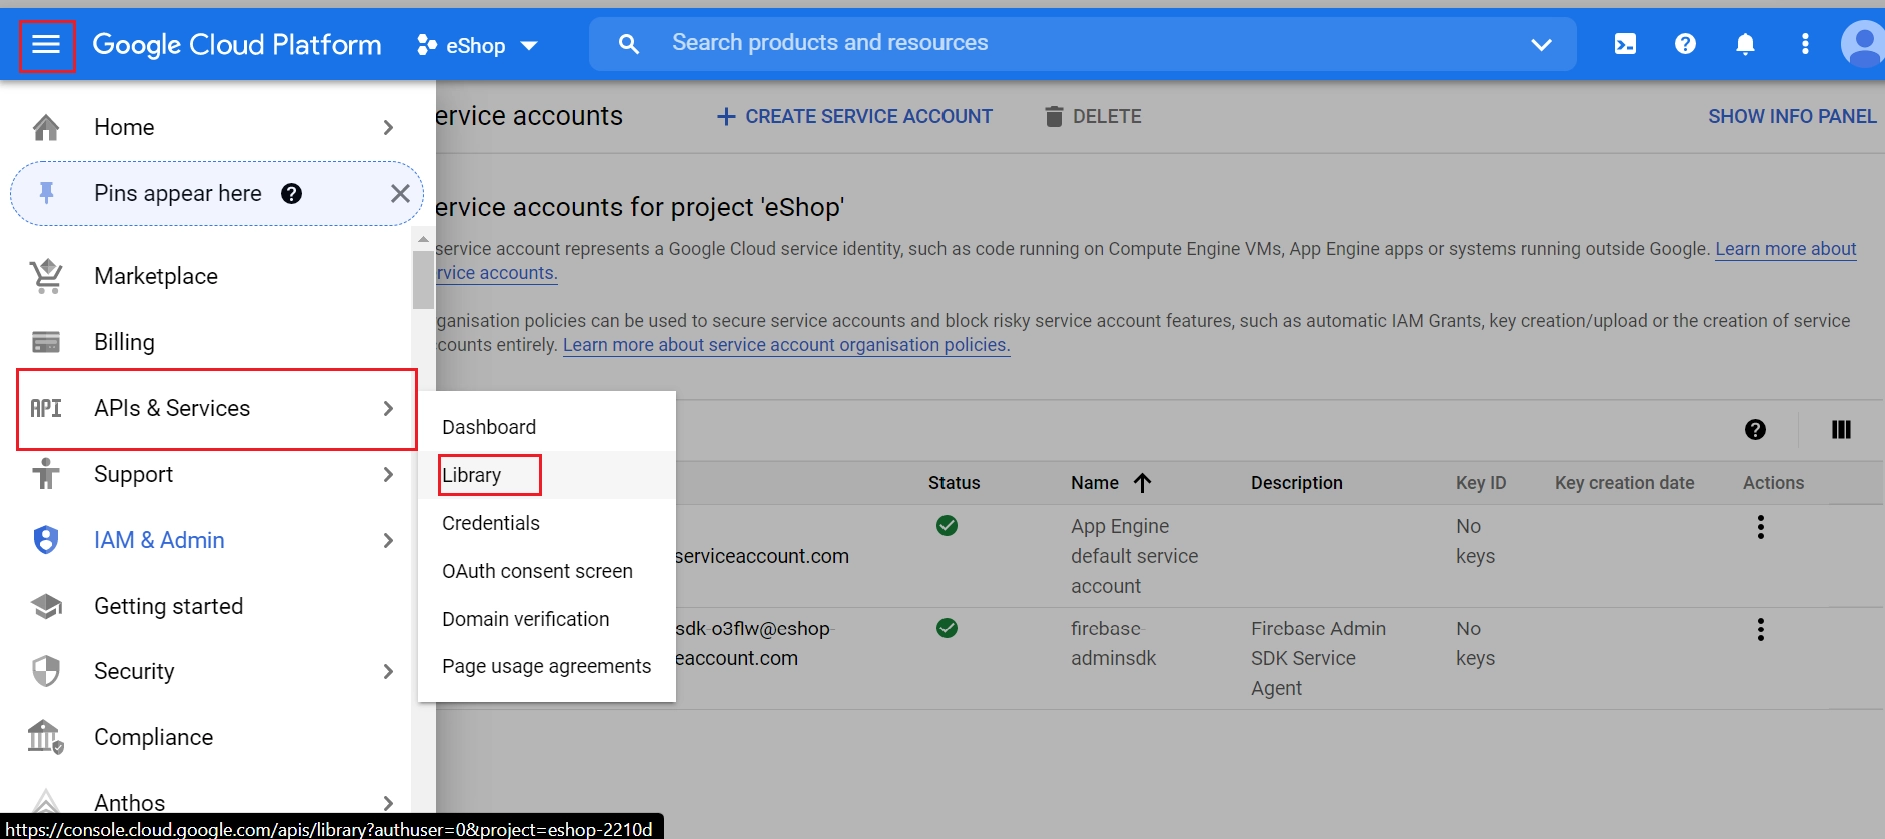 Google Cloud Platform
eShop
Search products and resources
Home
Pins appear here
Marketplace
Billing
API
APIs & Services
Support
IAM & Admin
Getting started
Security
Compliance
Anthos
Dashboard
Library
Credentials
OAuth consent screen
Domain verification
Page usage agreements
ervice accounts
+ CREATE SERVICE ACCOUNT
DELETE
SHOW INFO PANEL
ervice accounts for project 'eShop'
service account represents a Google Cloud service identity, such as code running on Compute Engine VMs, App Engine apps or systems running outside Google. Learn more about
rvice accounts.
ganisation policies can be used to secure service accounts and block risky service account features, such as automatic IAM Grants, key creation/upload or the creation of service
counts entirely. Learn more about service account organisation policies.
Status Name Description Key ID Key creation date Actions
App Engine No
serviceaccount.com default service keys
account
sdk-o3flw@eshop- firebase- Firebase Admin No
eaccount.com adminsdk SDK Service keys
Agent
https://console.cloud.google.com/apis/library?authuser=0&project=eshop-2210d